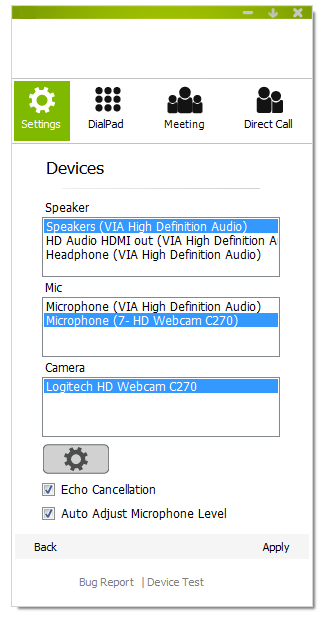 Settings DialPad Meeting Direct Call
Devices
Speaker
Speakers (VIA High Definition Audio)
HD Audio HDMI out (VIA High Definition A
Headphone (VIA High Definition Audio)
Mic
Microphone (VIA High Definition Audio)
Microphone (7- HD Webcam C270)
Camera
Logitech HD Webcam C270
Echo Cancellation
Auto Adjust Microphone Level
Back Apply
Bug Report | Device Test